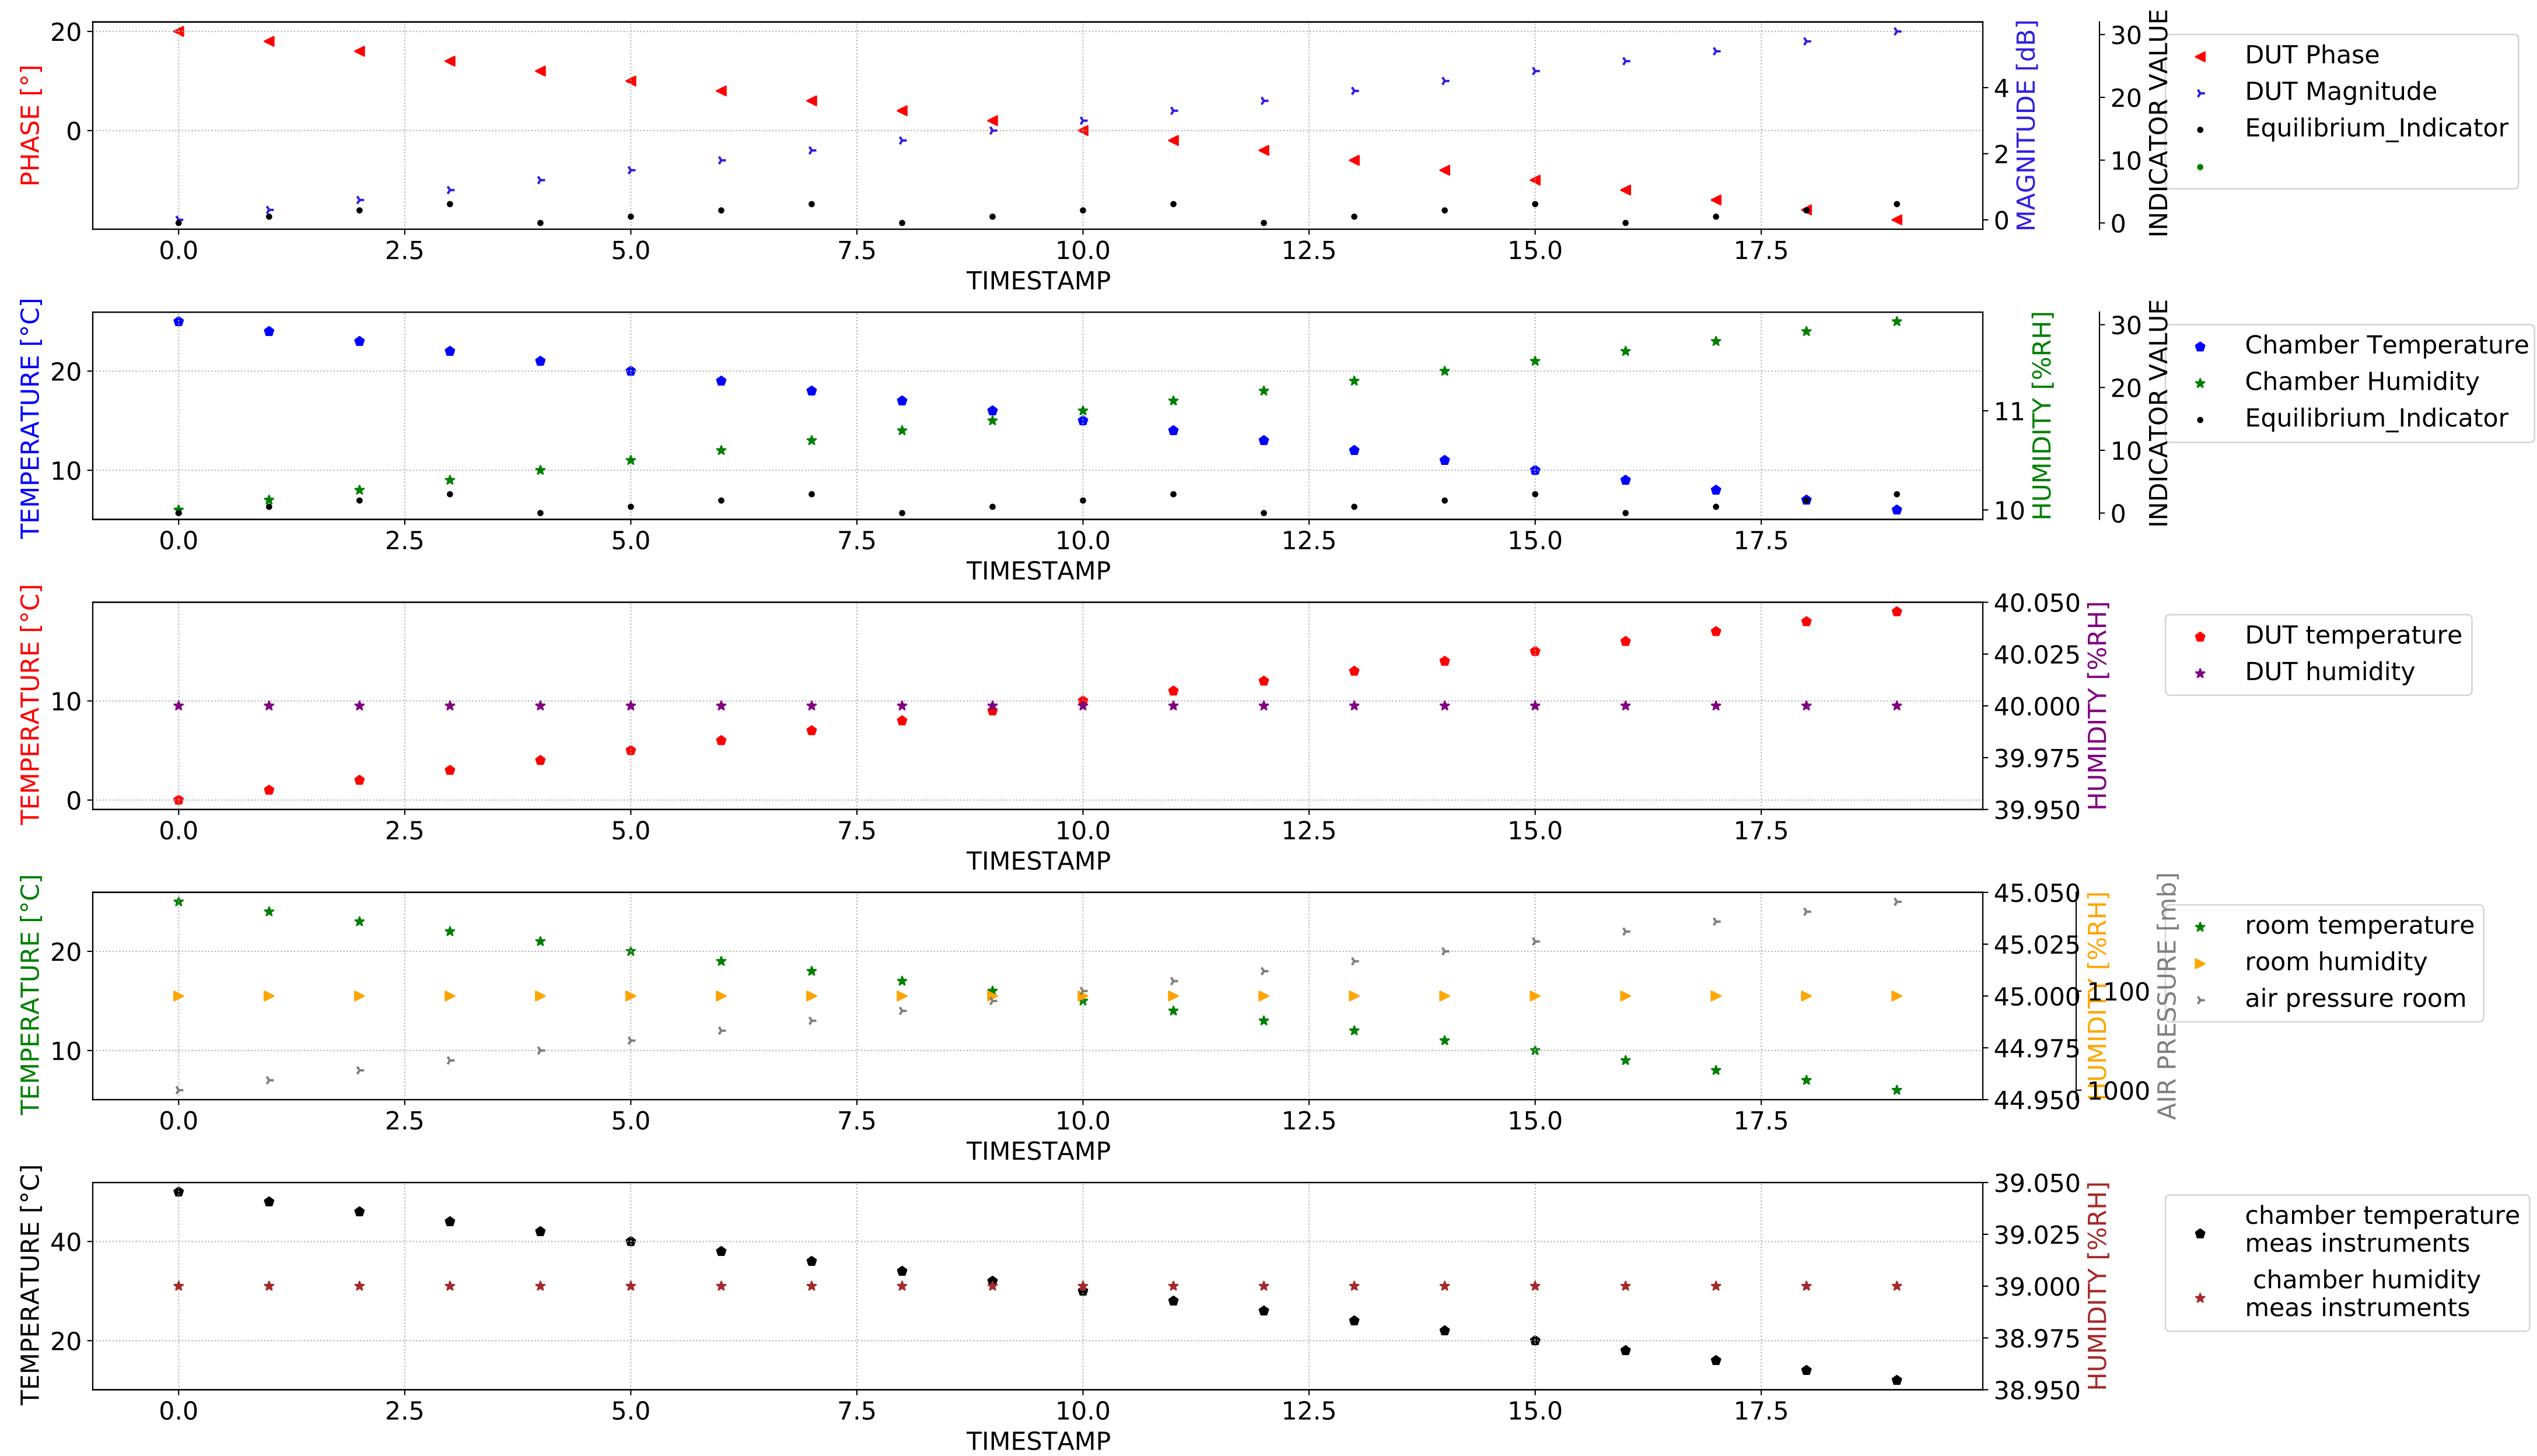 PHASE [°]
20
0
0.0 2.5 5.0 7.5 10.0 12.5 15.0 17.5
TIMESTAMP
MAGNITUDE [dB]
4
2
0
INDICATOR VALUE
30
20
10
0
DUT Phase
DUT Magnitude
Equilibrium_Indicator
TEMPERATURE [°C]
20
10
0.0 2.5 5.0 7.5 10.0 12.5 15.0 17.5
TIMESTAMP
HUMIDITY [%RH]
11
10
INDICATOR VALUE
30
20
10
0
Chamber Temperature
Chamber Humidity
Equilibrium_Indicator
TEMPERATURE [°C]
10
0
0.0 2.5 5.0 7.5 10.0 12.5 15.0 17.5
TIMESTAMP
40.050
40.025
40.000
39.975
39.950
HUMIDITY [%RH]
DUT temperature
DUT humidity
TEMPERATURE [°C]
20
10
0.0 2.5 5.0 7.5 10.0 12.5 15.0 17.5
TIMESTAMP
45.050
45.025
45.000
44.975
44.950
HUMIDITY [%RH]
1100
1000
AIR PRESSURE [mb]
room temperature
room humidity
air pressure room
TEMPERATURE [°C]
40
20
0.0 2.5 5.0 7.5 10.0 12.5 15.0 17.5
TIMESTAMP
39.050
39.025
39.000
38.975
38.950
HUMIDITY [%RH]
chamber temperature
meas instruments
chamber humidity
meas instruments